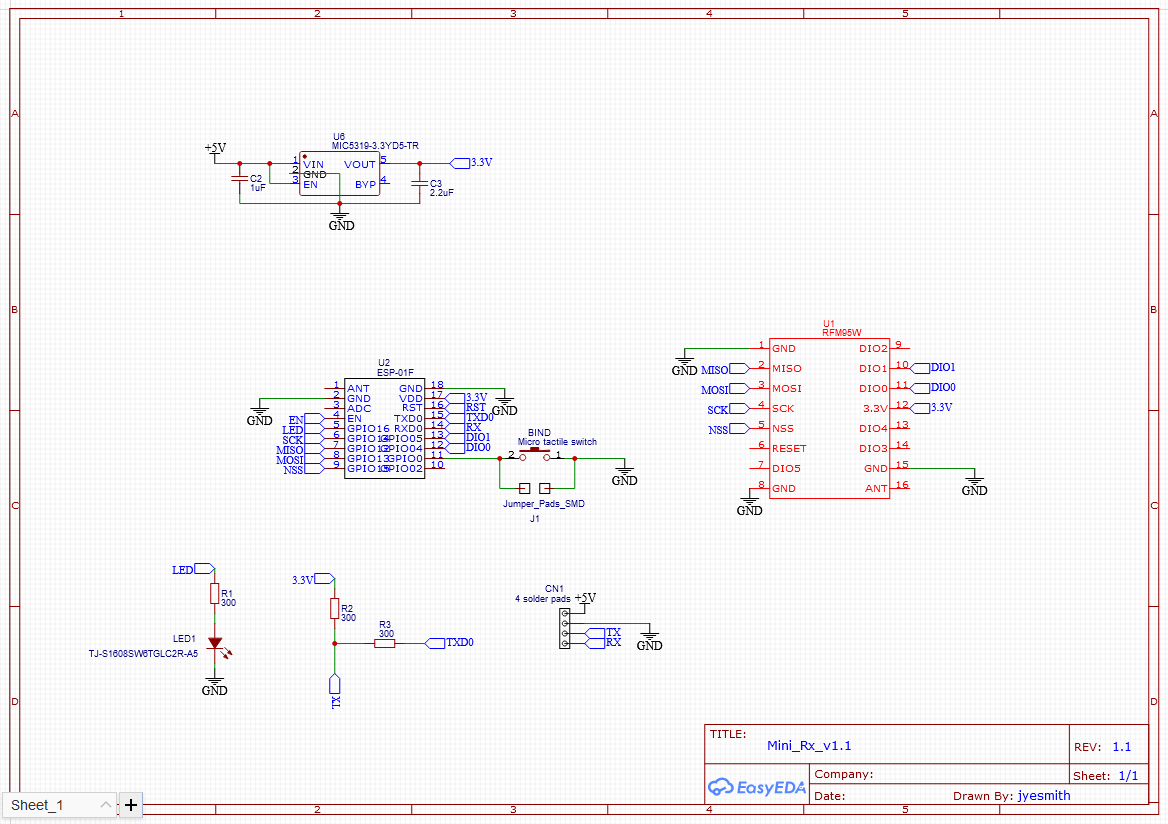 1 2 3 4 5
A A
B B
C C
D D
1 2 3 4 5
+5V
C2
1uF
U6
MIC5319-3.3YD5-TR
1 VIN VOUT 5
2 GND
3 EN BYP 4
3.3V
C3
2.2uF
GND
U2
ESP-01F
1 ANT GND 18
2 GND VDD 17 3.3V
3 ADC RST 16 RST
EN 4 EN TXD0 15 TXD0
LED 5 GPIO16 RXD0 14 RX
SCK 6 GPIO14 GPIO05 13 DIO1
MISO 7 GPIO12 GPIO04 12 DIO0
MOSI 8 GPIO13 GPIO0 11
NSS 9 GPIO15 GPIO02 10
GND
GND
BIND
Micro tactile switch
2 1
GND
Jumper_Pads_SMD
J1
U1
RFM95W
1 GND DIO2 9
MISO 2 MISO DIO1 10 DIO1
MOSI 3 MOSI DIO0 11 DIO0
SCK 4 SCK 3.3V 12 3.3V
NSS 5 NSS DIO4 13
6 RESET DIO3 14
7 DIO5 GND 15
8 GND ANT 16
GND
GND
GND
LED
R1
300
LED1
TJ-S1608SW6TGLC2R-A5
GND
3.3V
R2
300
R3
300
TXD0
TX
CN1
4 solder pads
+5V
TX
RX
GND
TITLE:
Mini_Rx_v1.1
REV: 1.1
EasyEDA
Company:
Sheet: 1/1
Date:
Drawn By: jyesmith
Sheet_1
+